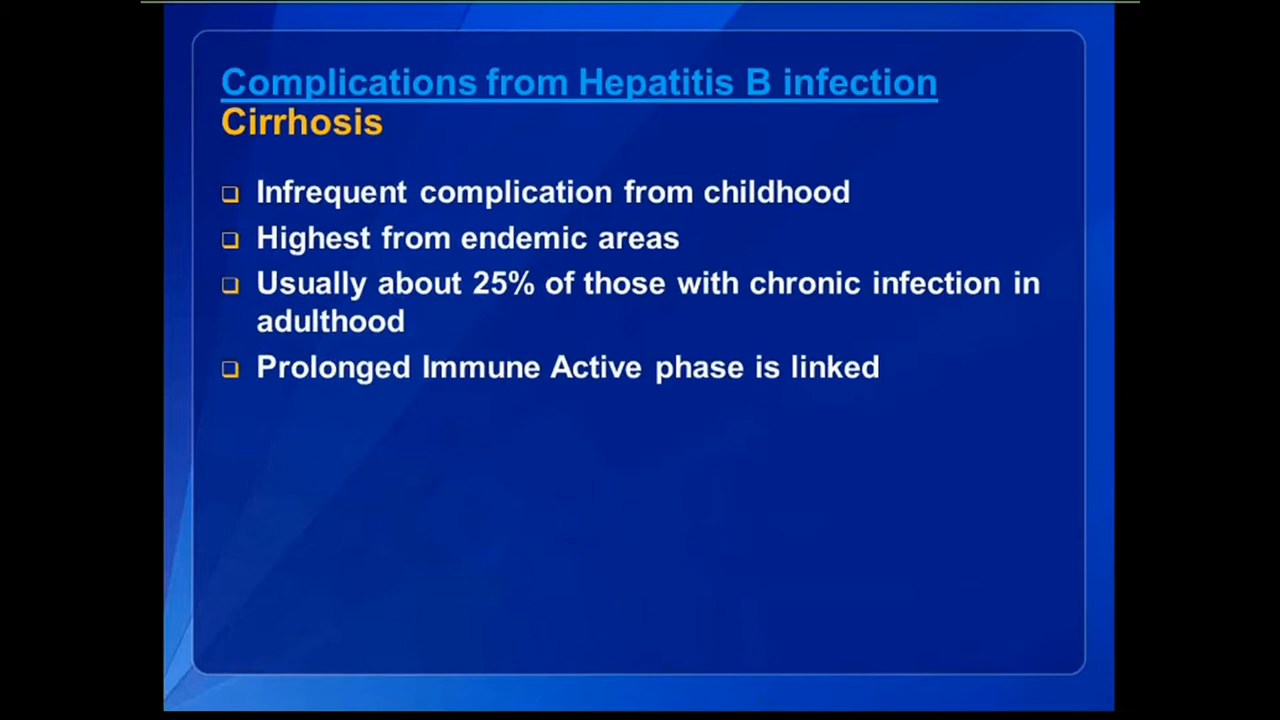 Complications from Hepatitis B infection
Cirrhosis
❑ Infrequent complication from childhood
❑ Highest from endemic areas
❑ Usually about 25% of those with chronic infection in
adulthood
❑ Prolonged Immune Active phase is linked